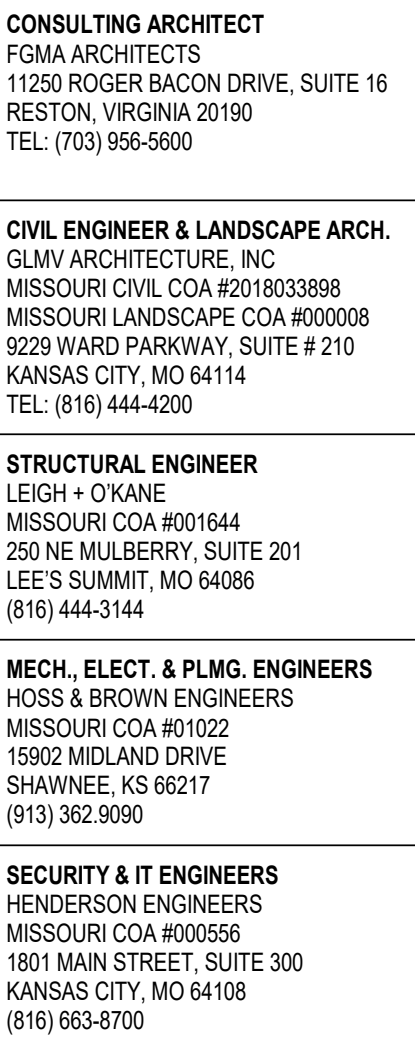 CONSULTING ARCHITECT
FGMA ARCHITECTS
11250 ROGER BACON DRIVE, SUITE 16
RESTON, VIRGINIA 20190
TEL: (703) 956-5600
CIVIL ENGINEER & LANDSCAPE ARCH.
GLMV ARCHITECTURE, INC
MISSOURI CIVIL COA #2018033898
MISSOURI LANDSCAPE COA #000008
9229 WARD PARKWAY, SUITE # 210
KANSAS CITY, MO 64114
TEL: (816) 444-4200
STRUCTURAL ENGINEER
LEIGH + O'KANE
MISSOURI COA #001644
250 NE MULBERRY, SUITE 201
LEE'S SUMMIT, MO 64086
(816) 444-3144
MECH., ELECT. & PLMG. ENGINEERS
HOSS & BROWN ENGINEERS
MISSOURI COA #01022
15902 MIDLAND DRIVE
SHAWNEE, KS 66217
(913) 362.9090
SECURITY & IT ENGINEERS
HENDERSON ENGINEERS
MISSOURI COA #000556
1801 MAIN STREET, SUITE 300
KANSAS CITY, MO 64108
(816) 663-8700